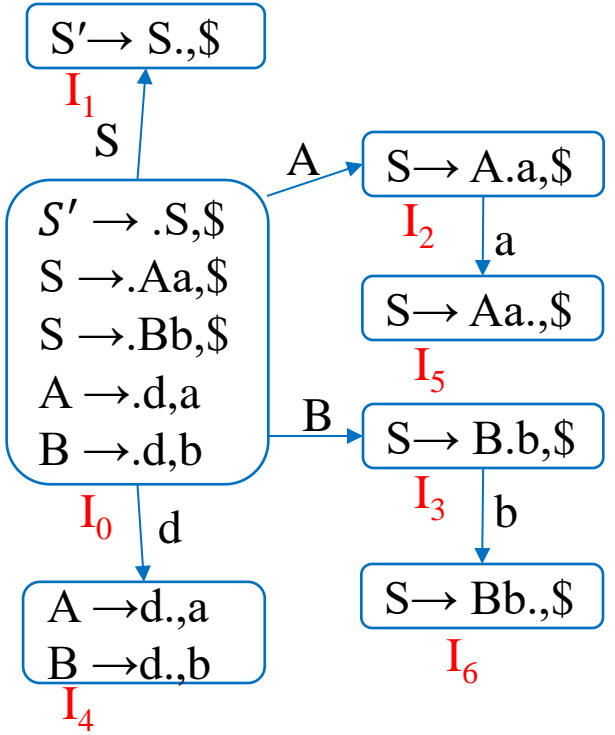 S′→ S.,$
I₁
S
S′ → .S,$
S →.Aa,$
S →.Bb,$
A →.d,a
B →.d,b
I₀
d
A →d.,a
B →d.,b
I₄
A
S→ A.a,$
I₂
a
S→ Aa.,$
I₅
B
S→ B.b,$
I₃
b
S→ Bb.,$
I₆